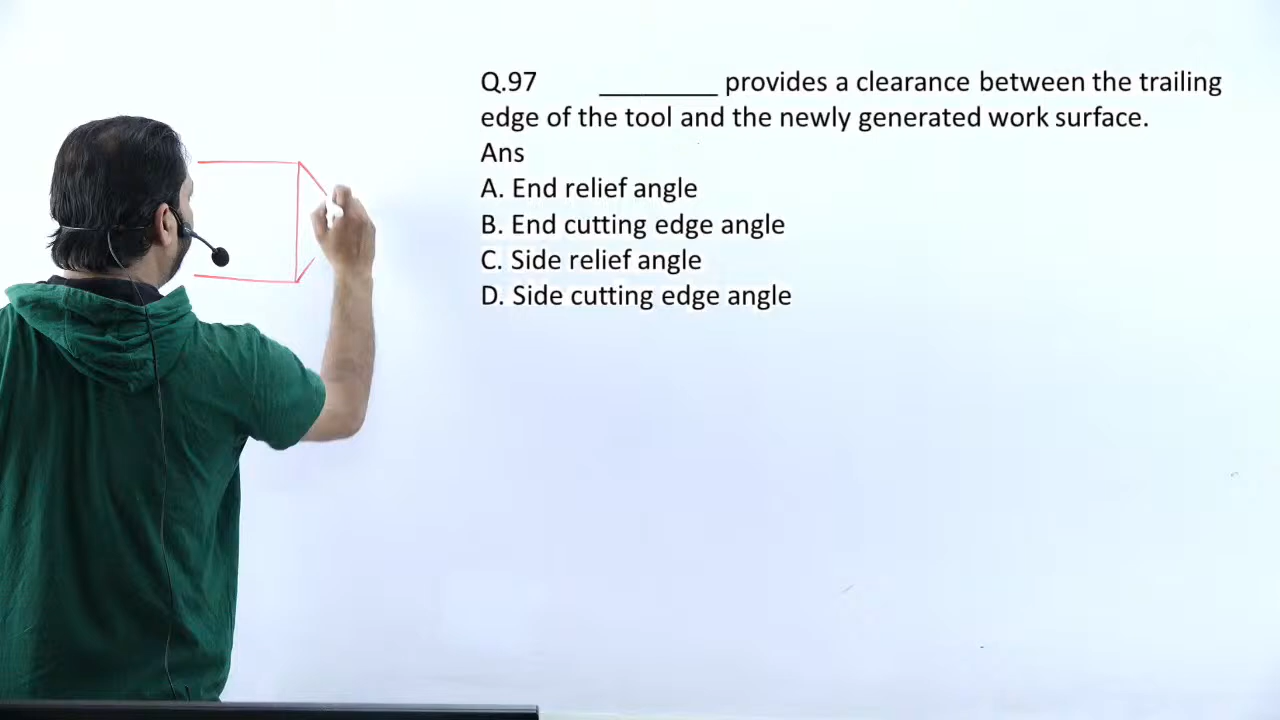 Q.97 ________ provides a clearance between the trailing
edge of the tool and the newly generated work surface.
Ans
A. End relief angle
B. End cutting edge angle
C. Side relief angle
D. Side cutting edge angle